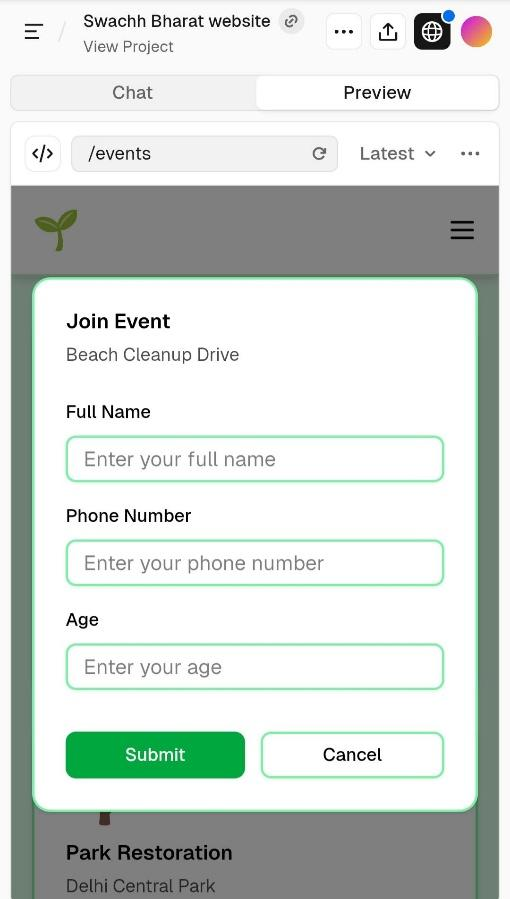 Swachh Bharat website
View Project
Chat
Preview
/events
Latest
Join Event
Beach Cleanup Drive
Full Name
Enter your full name
Phone Number
Enter your phone number
Age
Enter your age
Submit
Cancel
Park Restoration
Delhi Central Park